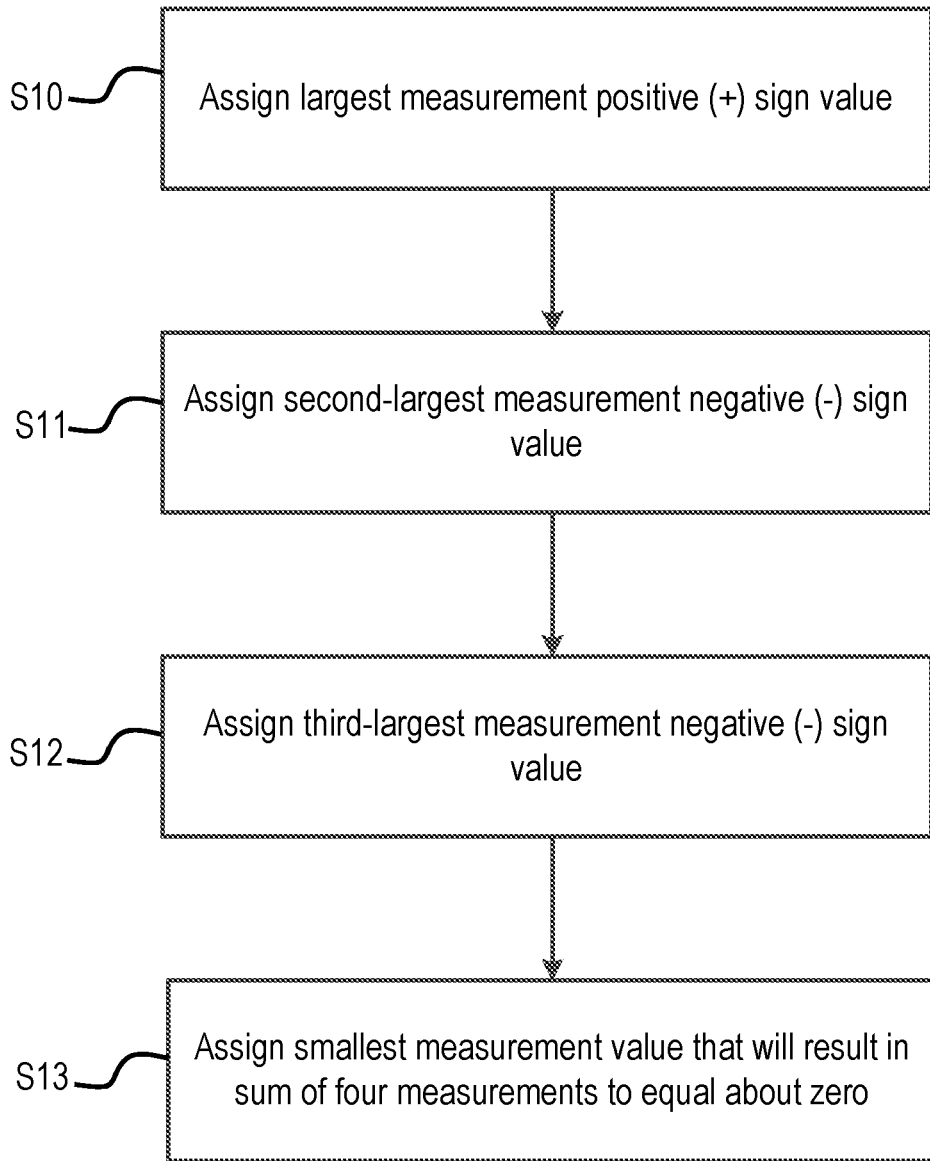 S10
Assign largest measurement positive (+) sign value
S11
Assign second-largest measurement negative (-) sign
value
S12
Assign third-largest measurement negative (-) sign
value
S13
Assign smallest measurement value that will result in
sum of four measurements to equal about zero